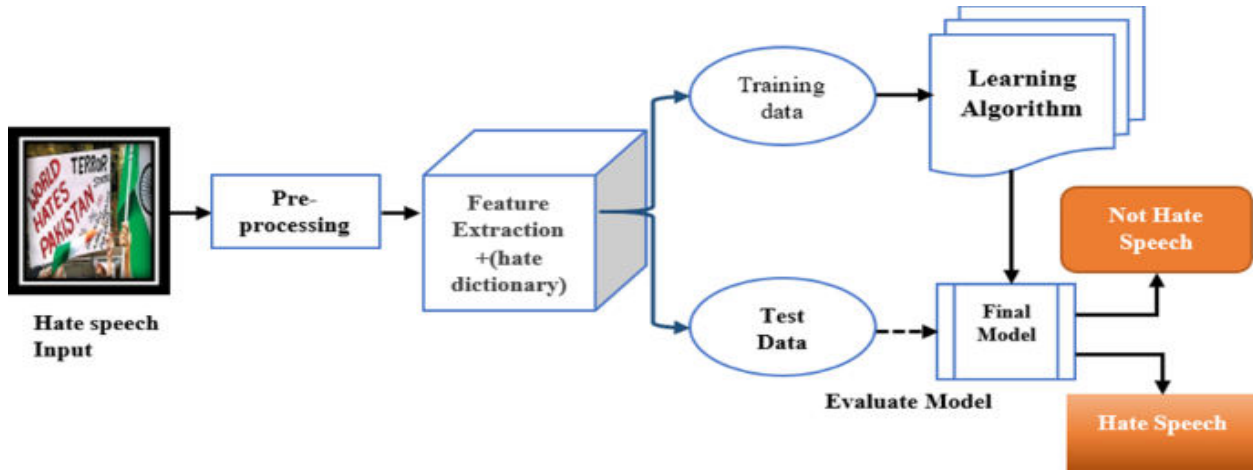 WORLD
HATES
PAKISTAN
TERROR
Hate speech
Input
Pre-
processing
Feature
Extraction
+(hate
dictionary)
Training
data
Test
Data
Learning
Algorithm
Final
Model
Evaluate Model
Not Hate
Speech
Hate Speech